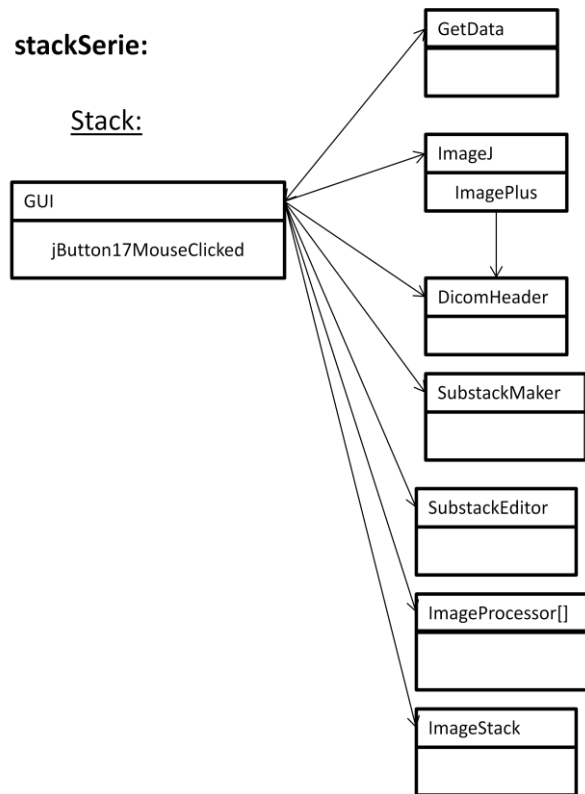 stackSerie:
Stack:
GUI
jButton17MouseClicked
GetData
ImageJ
ImagePlus
DicomHeader
SubstackMaker
SubstackEditor
ImageProcessor[]
ImageStack